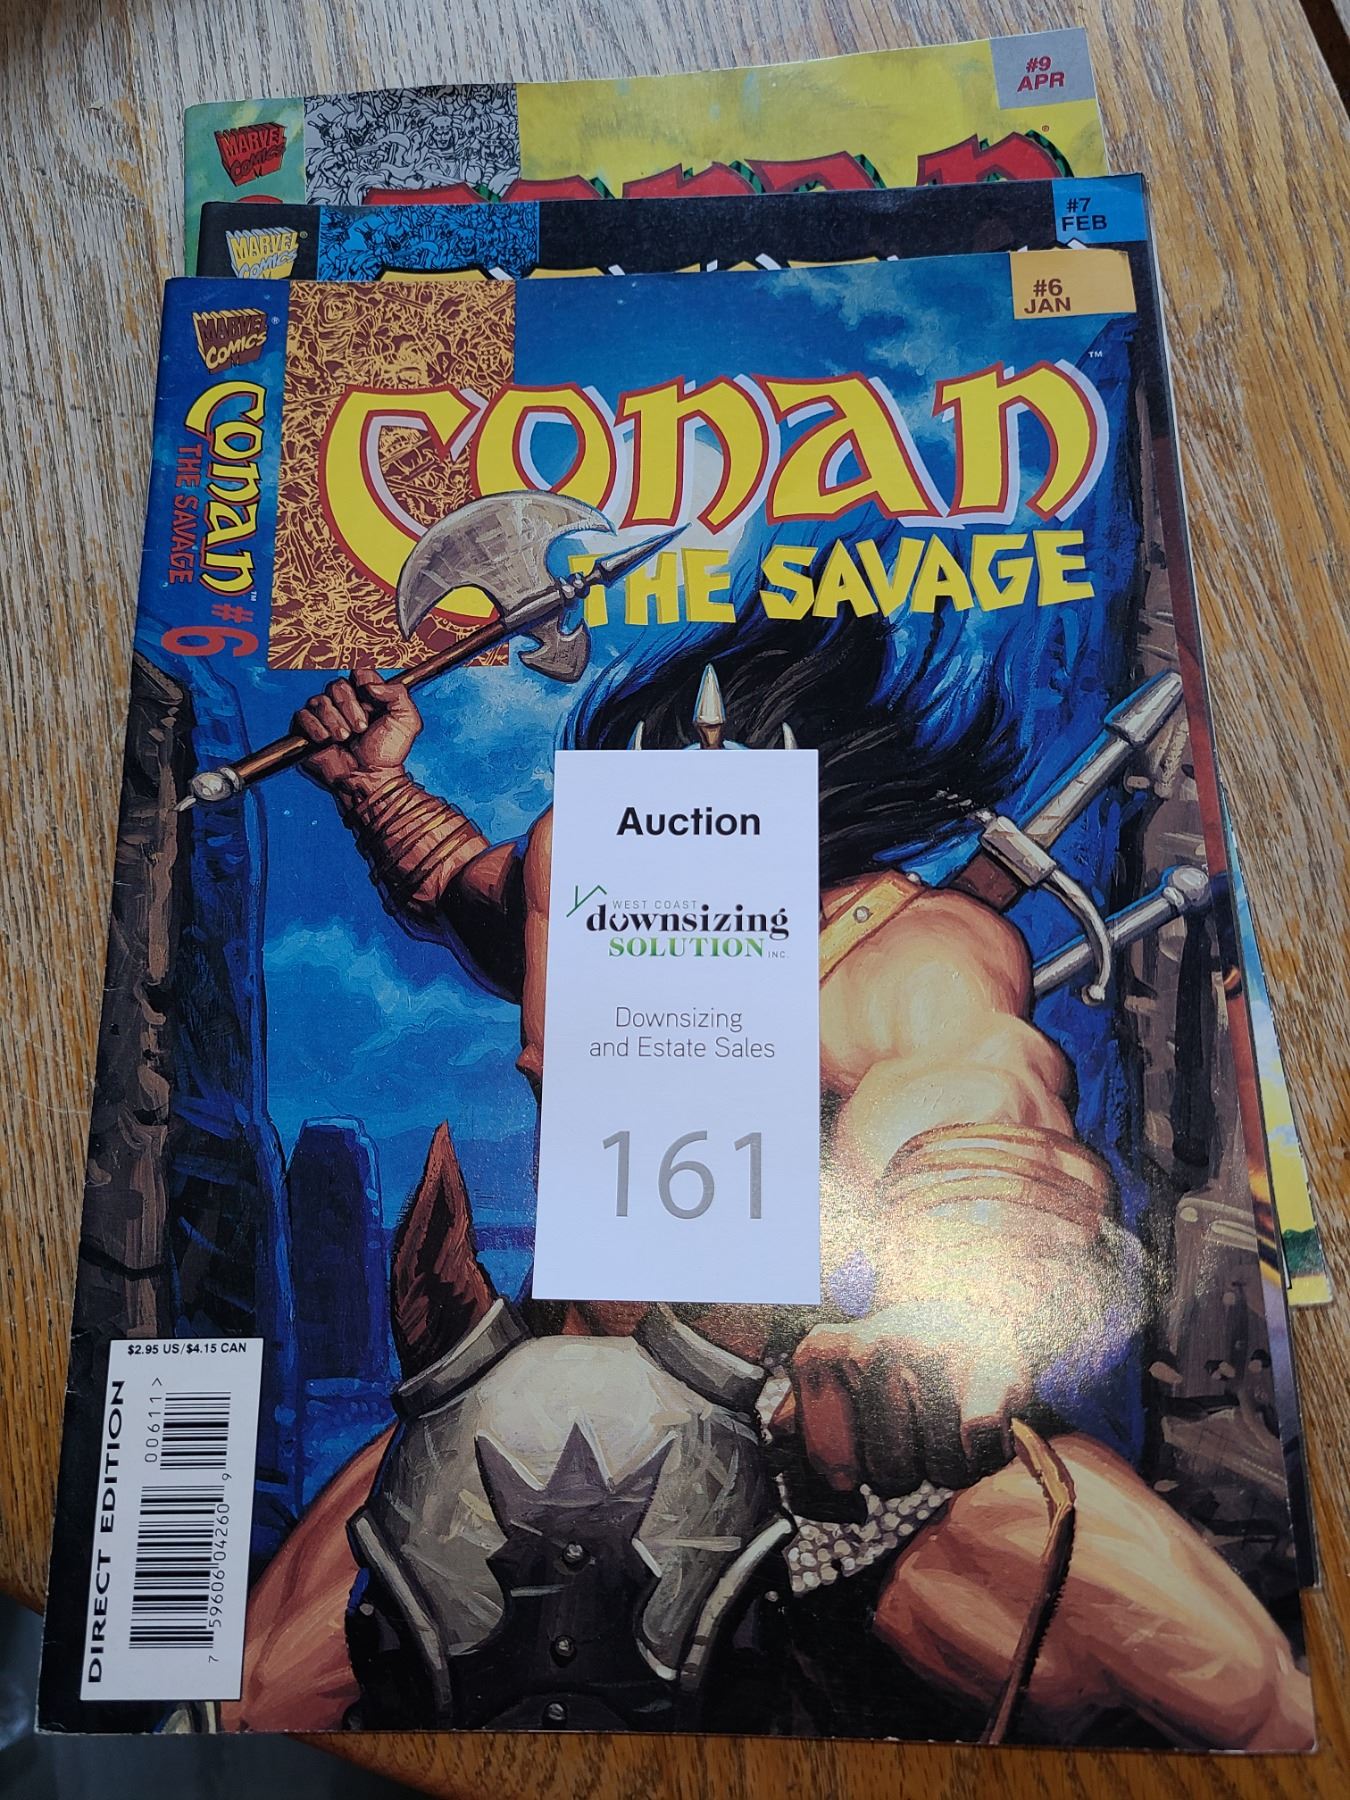 #9
APR
MARVEL
COMICS
Conan
#7
FEB
MARVEL
COMICS
#6
JAN
MARVEL
COMICS
Conan
THE SAVAGE
Conan
THE SAVAGE
#6
Auction
WEST COAST
downsizing
SOLUTION INC.
Downsizing
and Estate Sales
161
$2.95 US/$4.15 CAN
DIRECT EDITION
00611>
7 59606 04260 9